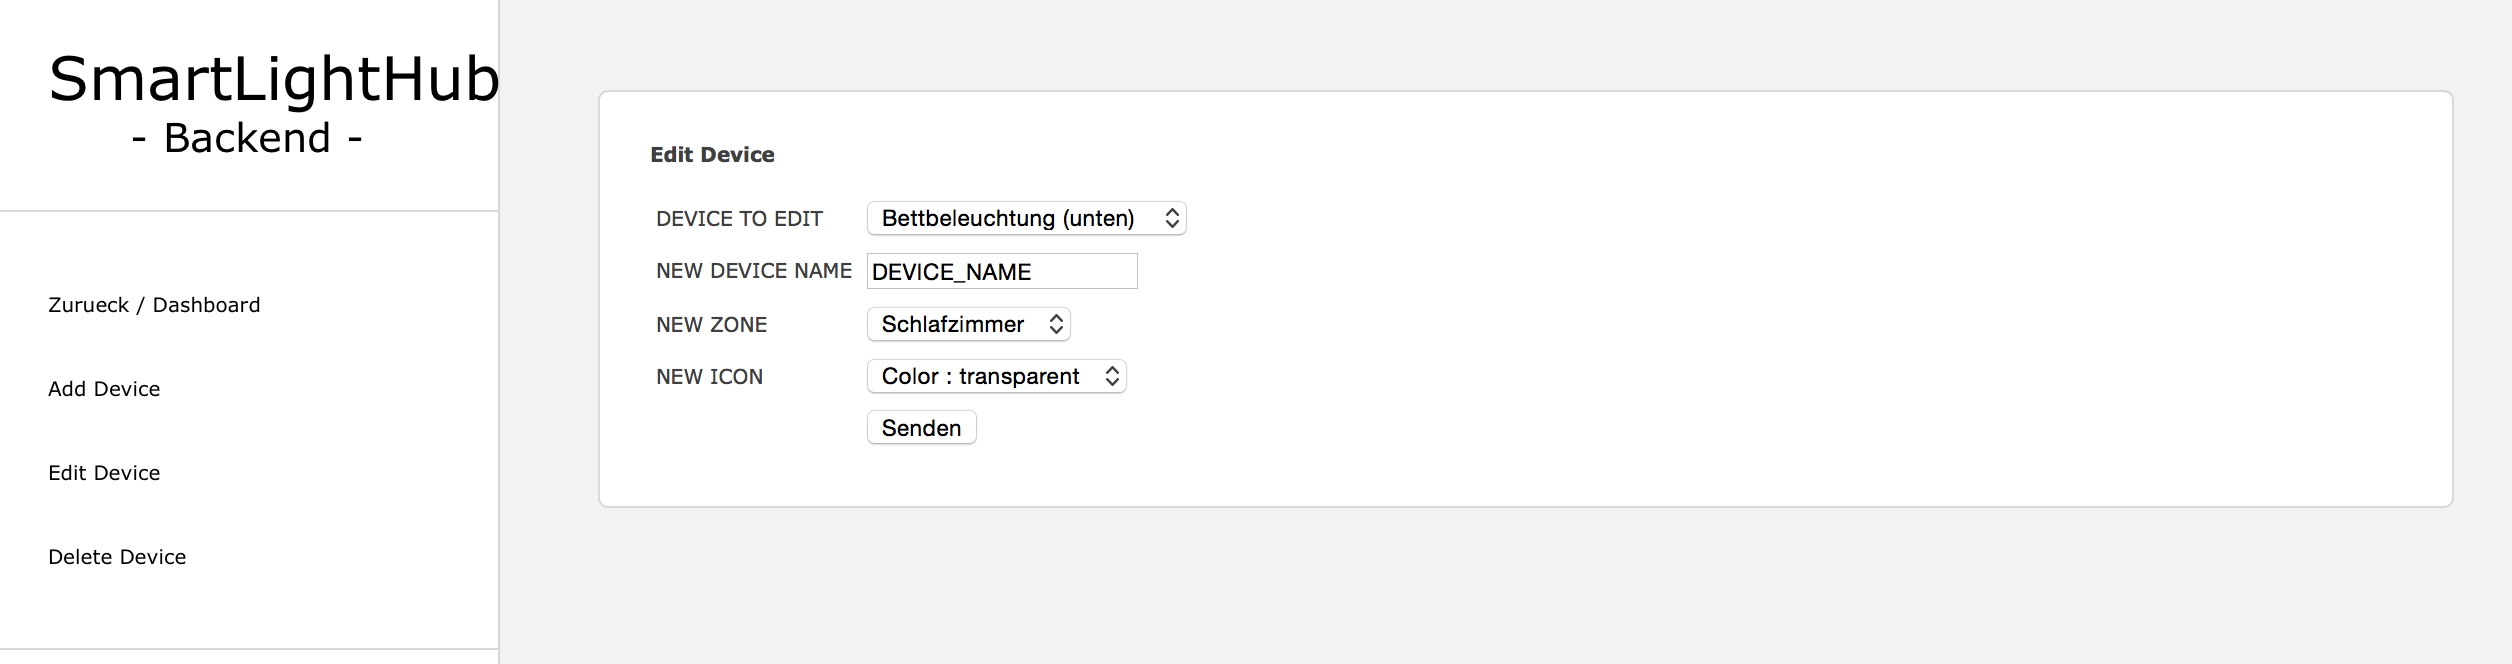 SmartLightHub
- Backend -
Zurueck / Dashboard
Add Device
Edit Device
Delete Device
Edit Device
DEVICE TO EDIT Bettbeleuchtung (unten)
NEW DEVICE NAME DEVICE_NAME
NEW ZONE Schlafzimmer
NEW ICON Color : transparent
Senden